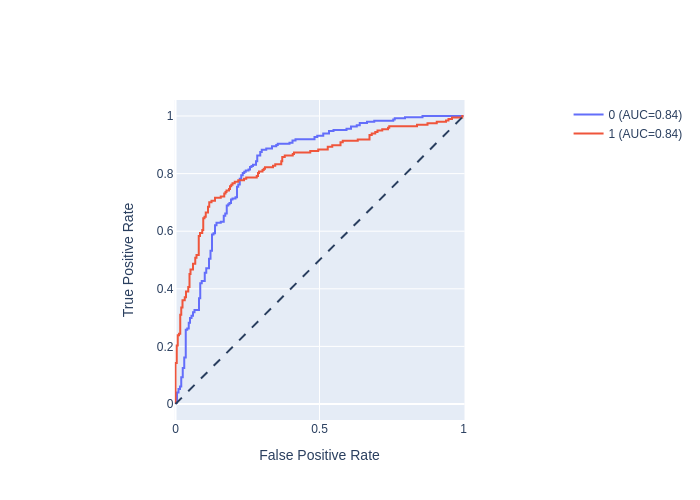 0 (AUC=0.84)
1 (AUC=0.84)
1
0.8
0.6
0.4
0.2
0
True Positive Rate
0 0.5 1
False Positive Rate